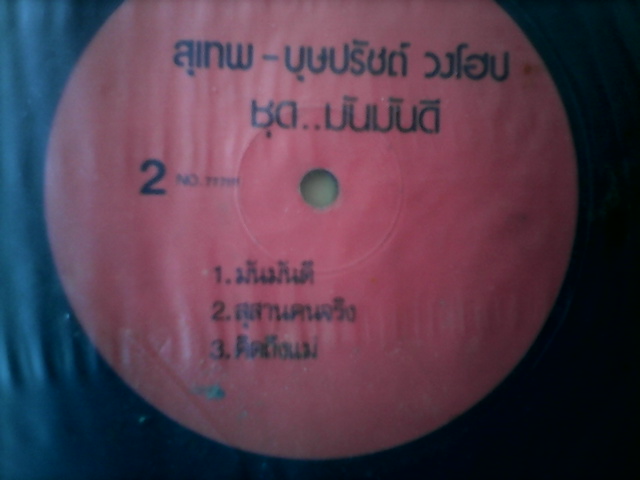 สุเทพ - บุษปรัชต์ วงโฮป
ชุด..มันมันดี
2 NO.
1. มันมันดี
2. สุสานคนจริง
3. คิดถึงแม่